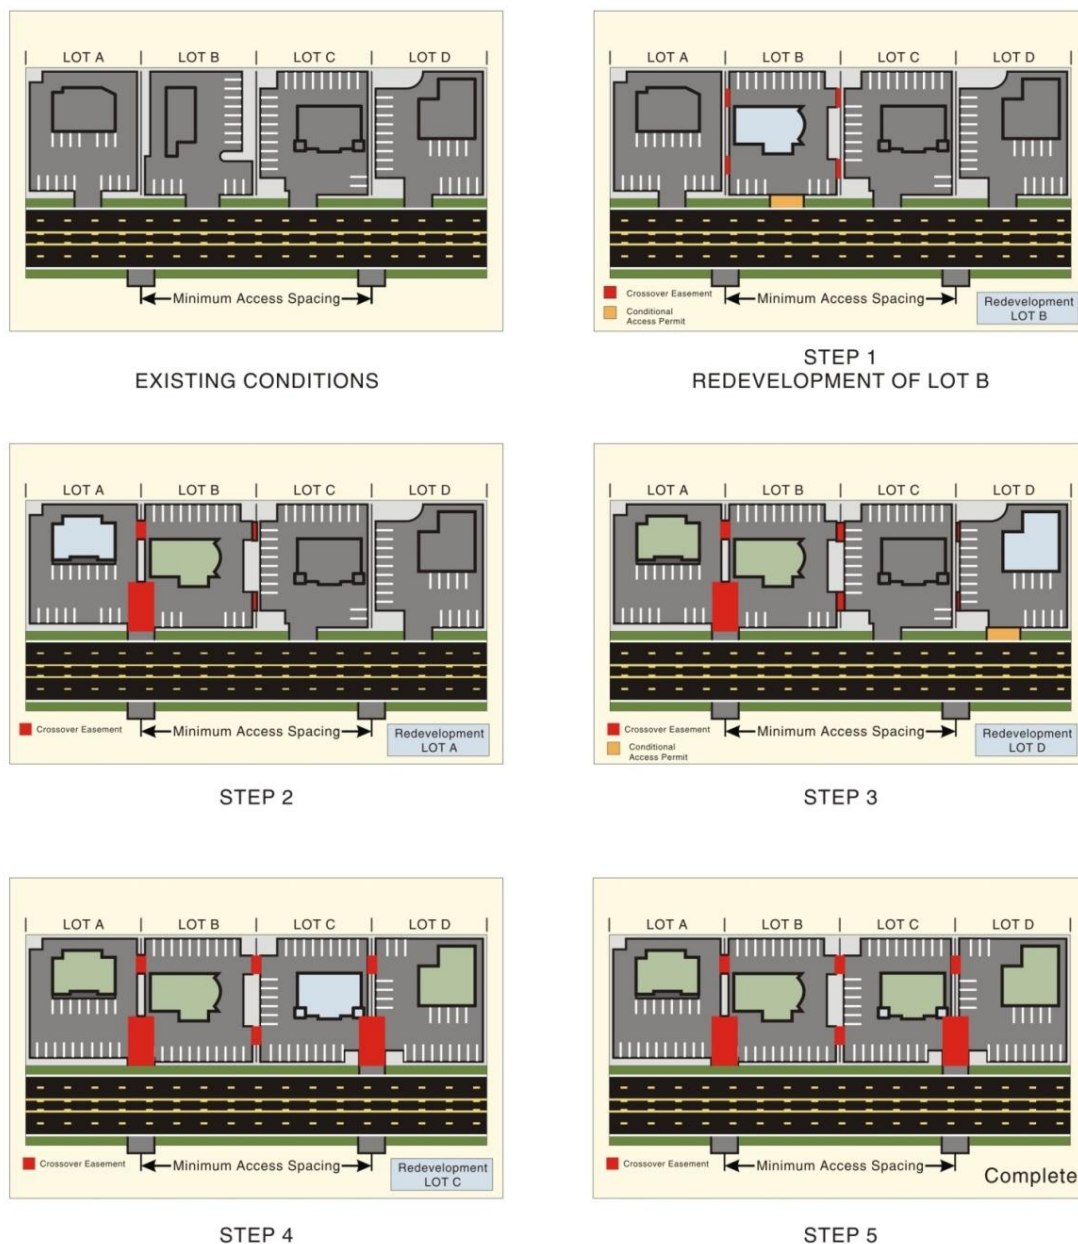 LOT A LOT B LOT C LOT D
Minimum Access Spacing
EXISTING CONDITIONS
LOT A LOT B LOT C LOT D
Minimum Access Spacing
Crossover Easement
Conditional
Access Permit
Redevelopment
LOT B
STEP 1
REDEVELOPMENT OF LOT B
LOT A LOT B LOT C LOT D
Crossover Easement
Minimum Access Spacing
Redevelopment
LOT A
STEP 2
LOT A LOT B LOT C LOT D
Crossover Easement
Conditional
Access Permit
Minimum Access Spacing
Redevelopment
LOT D
STEP 3
LOT A LOT B LOT C LOT D
Crossover Easement
Minimum Access Spacing
Redevelopment
LOT C
STEP 4
LOT A LOT B LOT C LOT D
Crossover Easement
Minimum Access Spacing
Complete
STEP 5